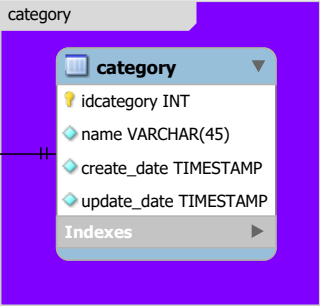 category
category
idcategory INT
name VARCHAR(45)
create_date TIMESTAMP
update_date TIMESTAMP
Indexes